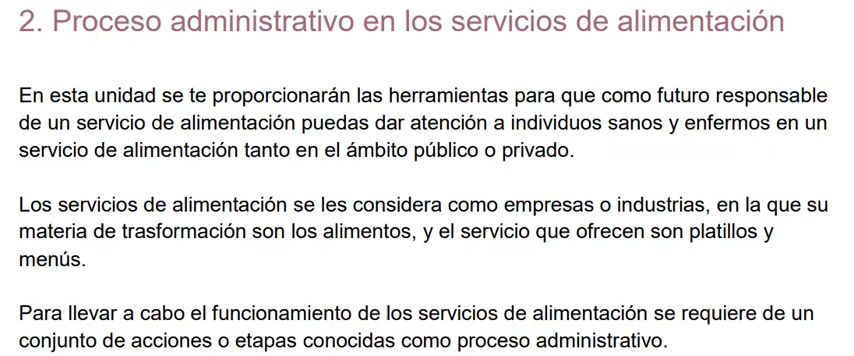 2. Proceso administrativo en los servicios de alimentación
En esta unidad se te proporcionarán las herramientas para que como futuro responsable
de un servicio de alimentación puedas dar atención a individuos sanos y enfermos en un
servicio de alimentación tanto en el ámbito público o privado.
Los servicios de alimentación se les considera como empresas o industrias, en la que su
materia de trasformación son los alimentos, y el servicio que ofrecen son platillos y
menús.
Para llevar a cabo el funcionamiento de los servicios de alimentación se requiere de un
conjunto de acciones o etapas conocidas como proceso administrativo.